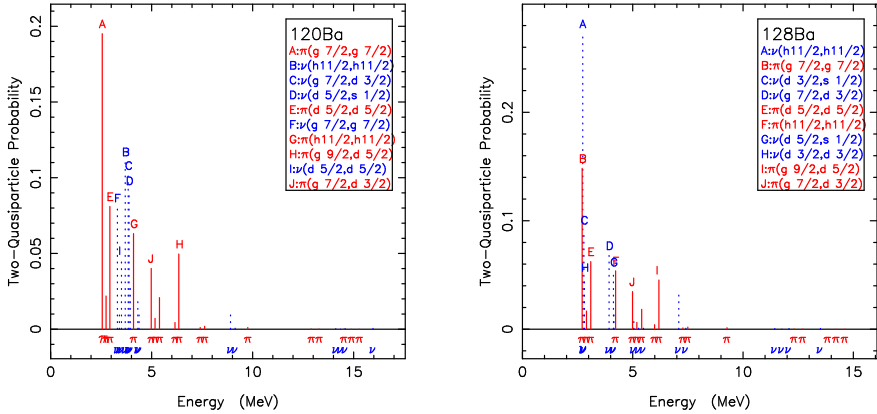 120Ba
A:π(g 7/2,g 7/2)
B:ν(h11/2,h11/2)
C:ν(g 7/2,d 3/2)
D:ν(d 5/2,s 1/2)
E:π(d 5/2,d 5/2)
F:ν(g 7/2,g 7/2)
G:π(h11/2,h11/2)
H:π(g 9/2,d 5/2)
I:ν(d 5/2,d 5/2)
J:π(g 7/2,d 3/2)
Two-Quasiparticle Probability
0.2
0.15
0.1
0.05
0
A
B
C
D
E
F
G
H
I
J
π π π π π π π π π π
ν ν ν ν ν ν ν
0 5 10 15
Energy (MeV)
128Ba
A:ν(h11/2,h11/2)
B:π(g 7/2,g 7/2)
C:ν(g 7/2,d 3/2)
D:ν(g 7/2,d 3/2)
E:π(d 5/2,d 5/2)
F:π(h11/2,h11/2)
G:ν(d 5/2,s 1/2)
H:ν(d 3/2,d 3/2)
I:π(g 9/2,d 5/2)
J:π(g 7/2,d 3/2)
Two-Quasiparticle Probability
0.2
0.1
0
A
B
C
D
E
F
G
H
I
J
π π π π π π π π π π
ν ν ν ν ν ν ν
0 5 10 15
Energy (MeV)